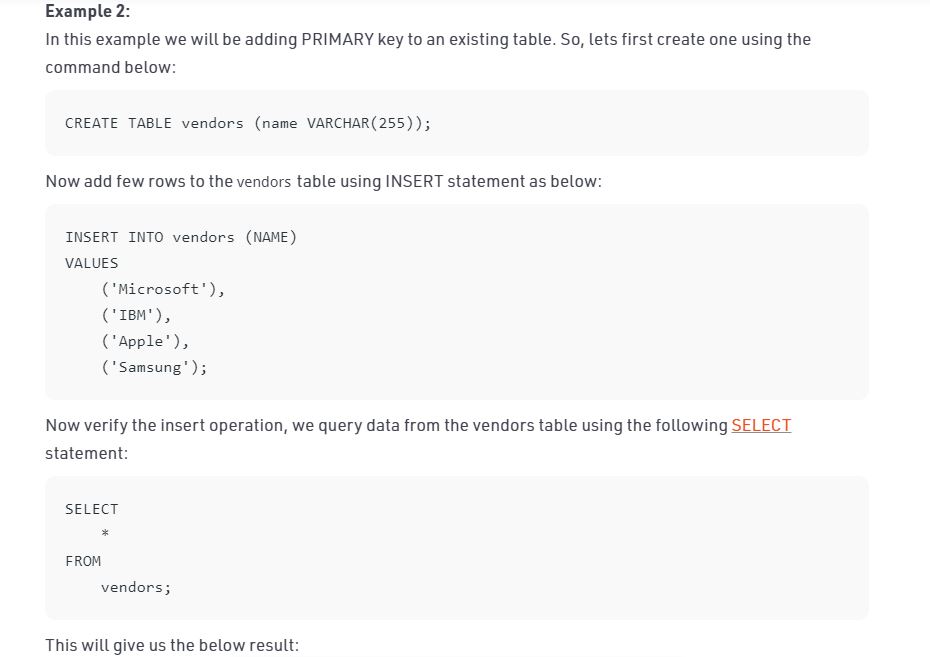 Example 2:
In this example we will be adding PRIMARY key to an existing table. So, lets first create one using the
command below:
CREATE TABLE vendors (name VARCHAR(255));
Now add few rows to the vendors table using INSERT statement as below:
INSERT INTO vendors (NAME)
VALUES
    ('Microsoft'),
    ('IBM'),
    ('Apple'),
    ('Samsung');
Now verify the insert operation, we query data from the vendors table using the following SELECT
statement:
SELECT
    *
FROM
    vendors;
This will give us the below result: